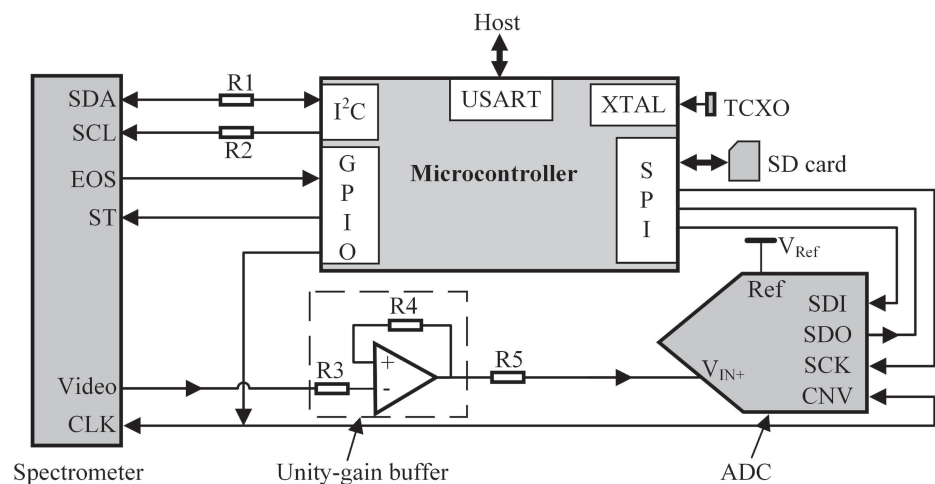 Host
SDA
R1
I²C
USART
XTAL
TCXO
SCL
R2
EOS
G
P
I
O
Microcontroller
S
P
I
SD card
ST
V_Ref
Ref
SDI
R4
SDO
+
-
R3
R5
V_IN+
SCK
Video
CNV
CLK
Spectrometer
Unity-gain buffer
ADC